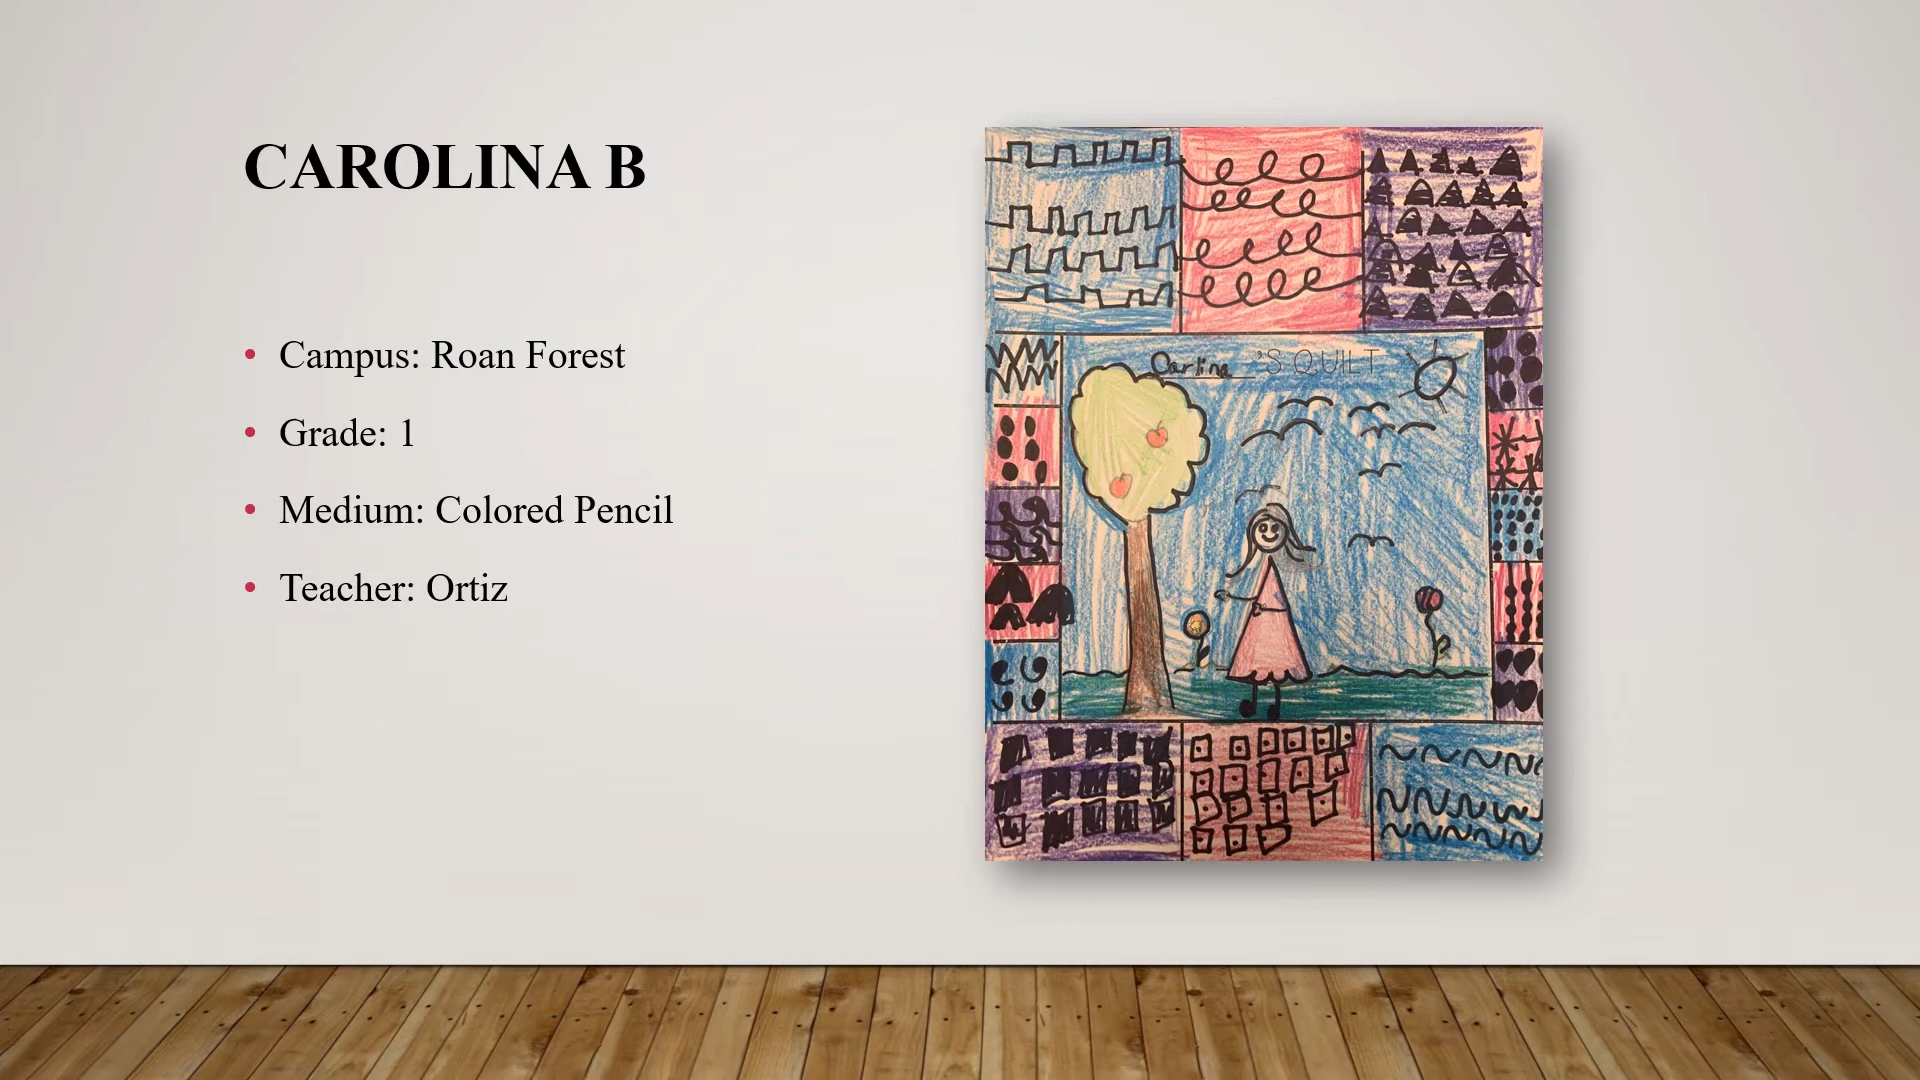 CAROLINA B
Campus: Roan Forest
Grade: 1
Medium: Colored Pencil
Teacher: Ortiz
Carlina 'S QUILT